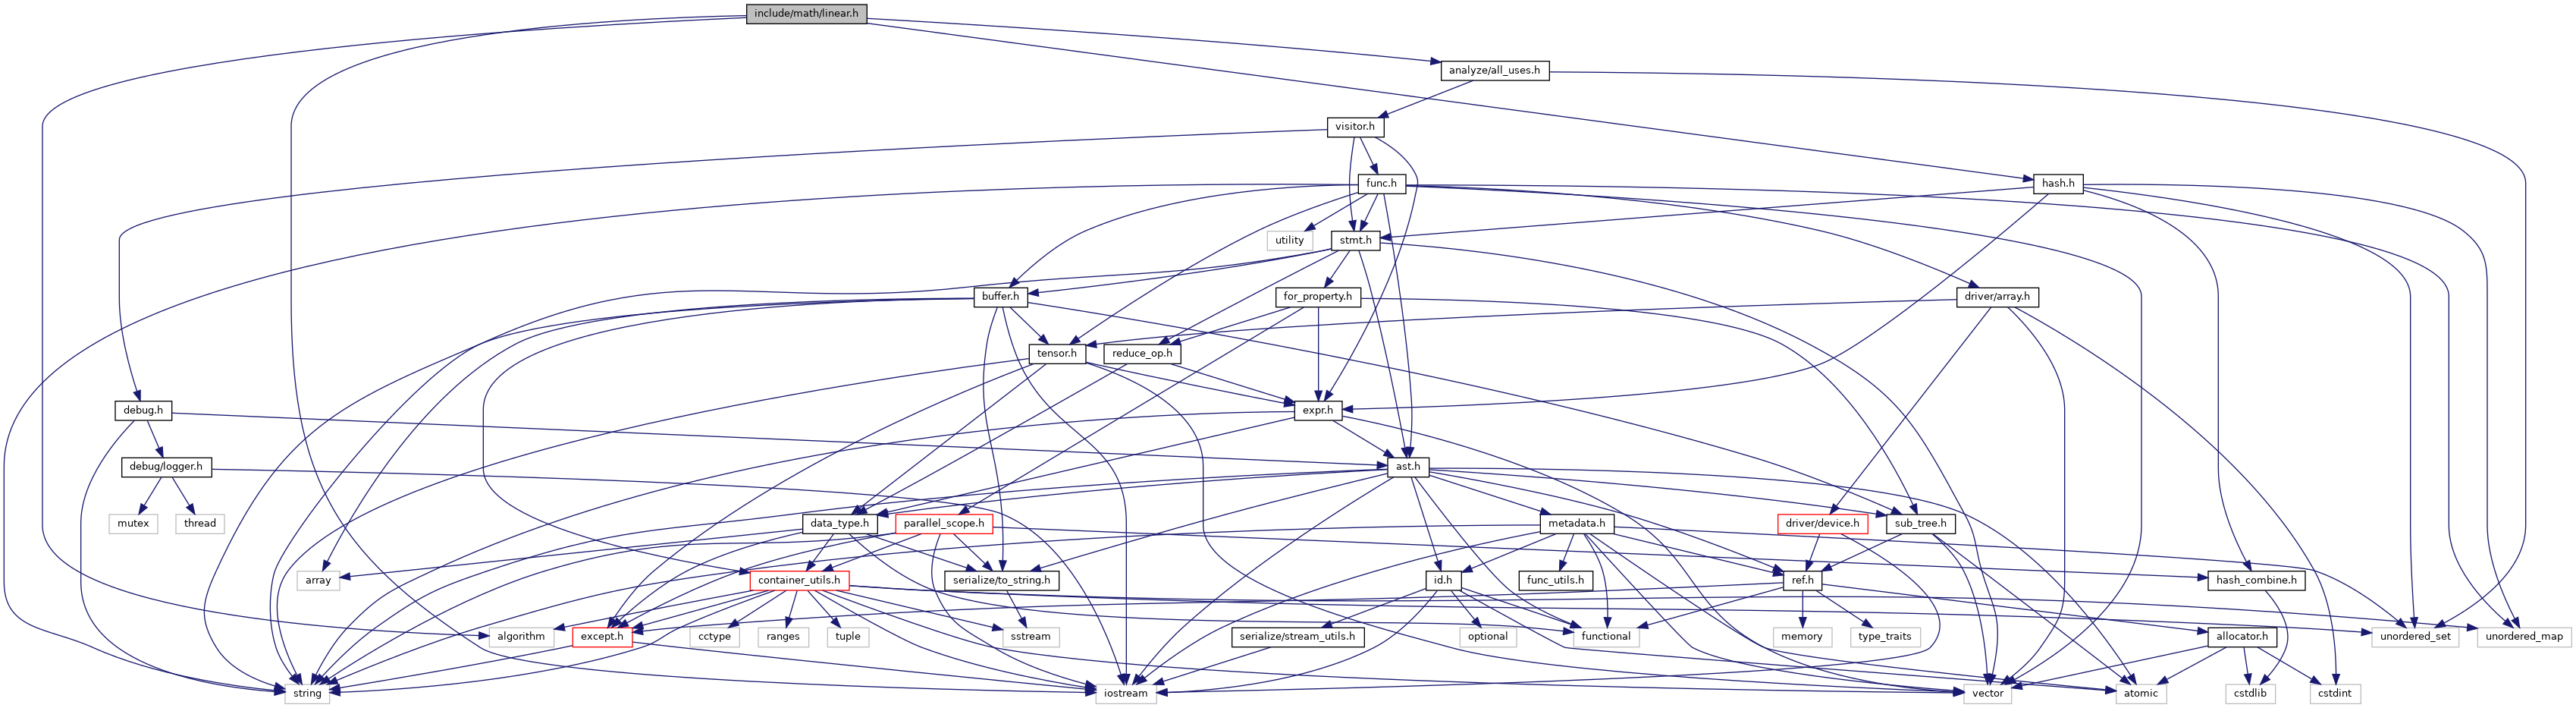 include/math/linear.h
analyze/all_uses.h
visitor.h
func.h
hash.h
utility
stmt.h
buffer.h
for_property.h
driver/array.h
tensor.h
reduce_op.h
debug.h
expr.h
debug/logger.h
ast.h
mutex
thread
data_type.h
parallel_scope.h
metadata.h
driver/device.h
sub_tree.h
array
container_utils.h
serialize/to_string.h
id.h
func_utils.h
ref.h
hash_combine.h
algorithm
except.h
cctype
ranges
tuple
sstream
serialize/stream_utils.h
optional
functional
memory
type_traits
allocator.h
unordered_set
unordered_map
string
iostream
vector
atomic
cstdlib
cstdint